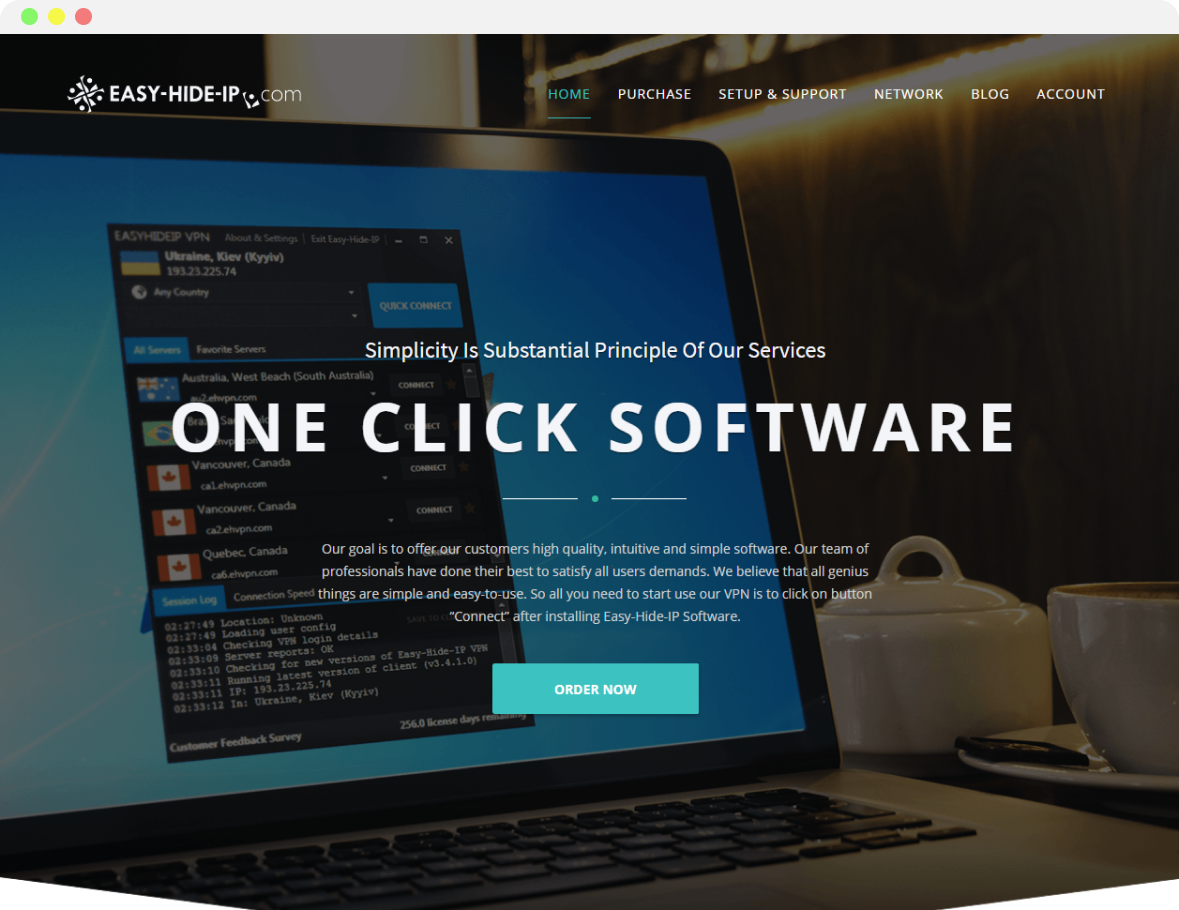 EASY-HIDE-IP.com
HOME
PURCHASE
SETUP & SUPPORT
NETWORK
BLOG
ACCOUNT
EASYHIDEIP VPN
About & Settings
Exit Easy-Hide-IP
Ukraine, Kiev (Kyyiv)
193.23.225.74
Any Country
QUICK CONNECT
All Servers
Favorite Servers
Simplicity Is Substantial Principle Of Our Services
Australia, West Beach (South Australia)
au2.ehvpn.com
CONNECT
ONE CLICK SOFTWARE
Vancouver, Canada
ca1.ehvpn.com
CONNECT
Vancouver, Canada
ca2.ehvpn.com
CONNECT
Quebec, Canada
ca6.ehvpn.com
Our goal is to offer our customers high quality, intuitive and simple software. Our team of
professionals have done their best to satisfy all users demands. We believe that all genius
things are simple and easy-to-use. So all you need to start use our VPN is to click on button
“Connect” after installing Easy-Hide-IP Software.
Session Log
Connection Speed
02:27:49 Location: Unknown
02:27:49 Loading user config
02:33:04 Checking VPN login details
02:33:09 Server reports: OK
02:33:10 Checking for new versions of Easy-Hide-IP VPN
02:33:11 Running latest version of client (v3.4.1.0)
02:33:11 IP: 193.23.225.74
02:33:12 In: Ukraine, Kiev (Kyyiv)
ORDER NOW
256.0 license days remaining
Customer Feedback Survey